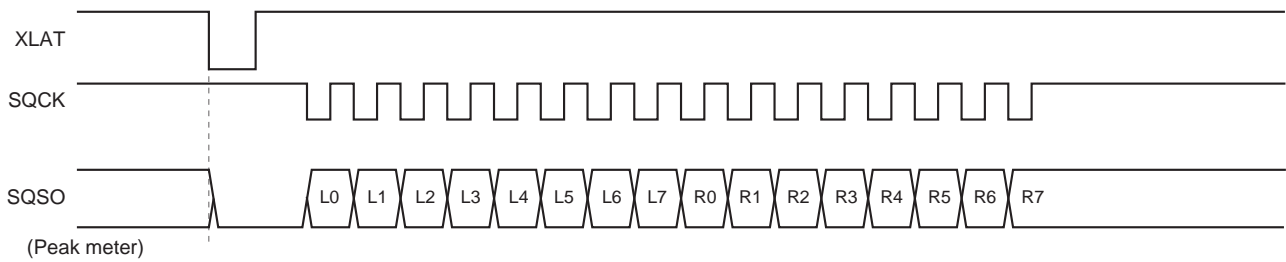 XLAT
SQCK
SQSO L0 L1 L2 L3 L4 L5 L6 L7 R0 R1 R2 R3 R4 R5 R6 R7
(Peak meter)